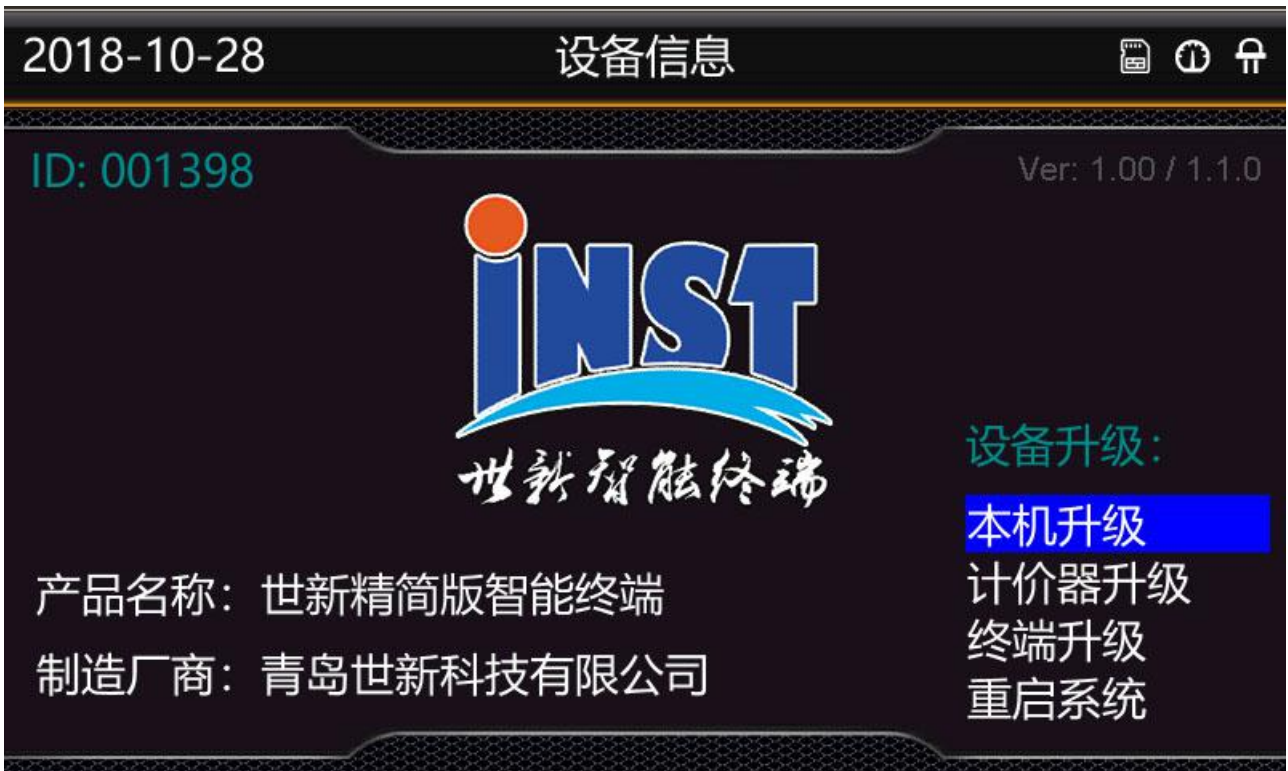 2018-10-28 设备信息
ID: 001398 Ver: 1.00 / 1.1.0
iNST
世新智能终端
设备升级：
本机升级
计价器升级
终端升级
重启系统
产品名称：世新精简版智能终端
制造厂商：青岛世新科技有限公司